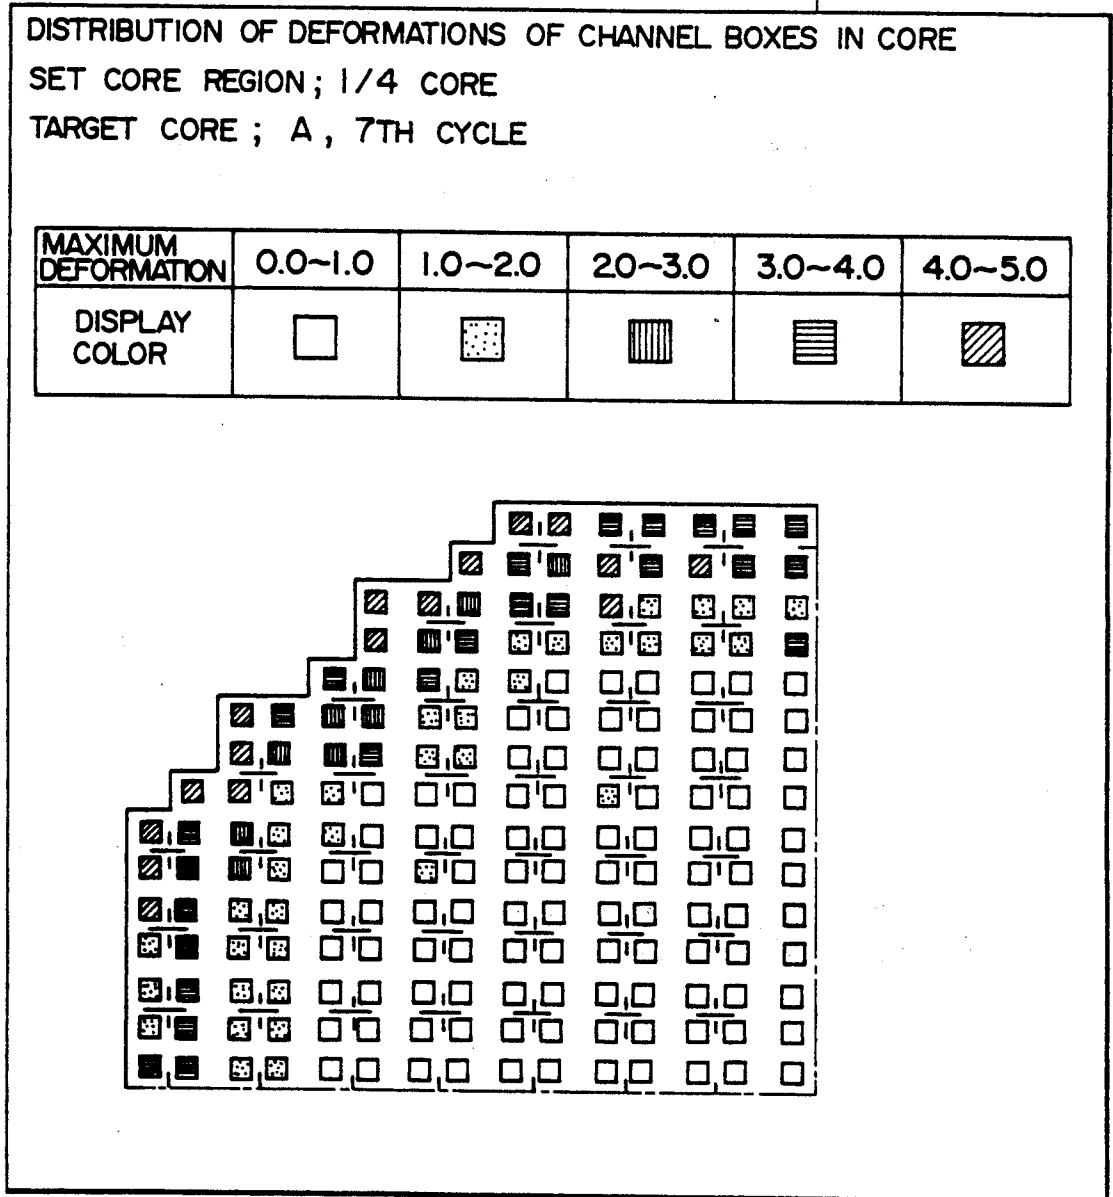 DISTRIBUTION OF DEFORMATIONS OF CHANNEL BOXES IN CORE
SET CORE REGION; 1/4 CORE
TARGET CORE; A, 7TH CYCLE
MAXIMUM DEFORMATION 0.0~1.0 1.0~2.0 2.0~3.0 3.0~4.0 4.0~5.0
DISPLAY
COLOR